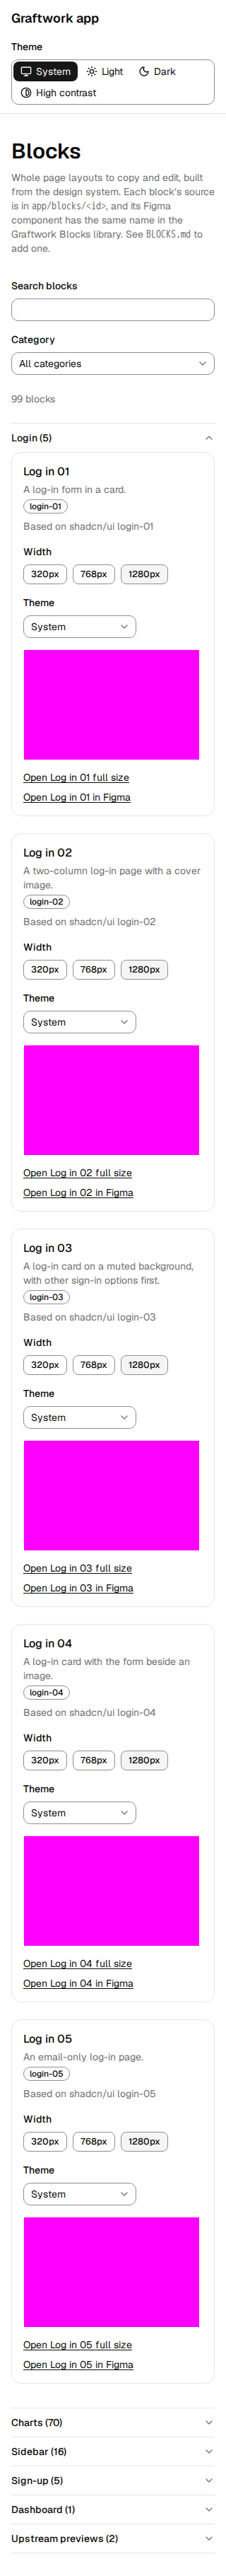 Graftwork app
Theme
System
Light
Dark
High contrast
Blocks
Whole page layouts to copy and edit, built
from the design system. Each block's source
is in app/blocks/<id>, and its Figma
component has the same name in the
Graftwork Blocks library. See BLOCKS.md to
add one.
Search blocks
Category
All categories
99 blocks
Login (5)
Log in 01
A log-in form in a card.
login-01
Based on shadcn/ui login-01
Width
320px
768px
1280px
Theme
System
Open Log in 01 full size
Open Log in 01 in Figma
Log in 02
A two-column log-in page with a cover
image.
login-02
Based on shadcn/ui login-02
Width
320px
768px
1280px
Theme
System
Open Log in 02 full size
Open Log in 02 in Figma
Log in 03
A log-in card on a muted background,
with other sign-in options first.
login-03
Based on shadcn/ui login-03
Width
320px
768px
1280px
Theme
System
Open Log in 03 full size
Open Log in 03 in Figma
Log in 04
A log-in card with the form beside an
image.
login-04
Based on shadcn/ui login-04
Width
320px
768px
1280px
Theme
System
Open Log in 04 full size
Open Log in 04 in Figma
Log in 05
An email-only log-in page.
login-05
Based on shadcn/ui login-05
Width
320px
768px
1280px
Theme
System
Open Log in 05 full size
Open Log in 05 in Figma
Charts (70)
Sidebar (16)
Sign-up (5)
Dashboard (1)
Upstream previews (2)